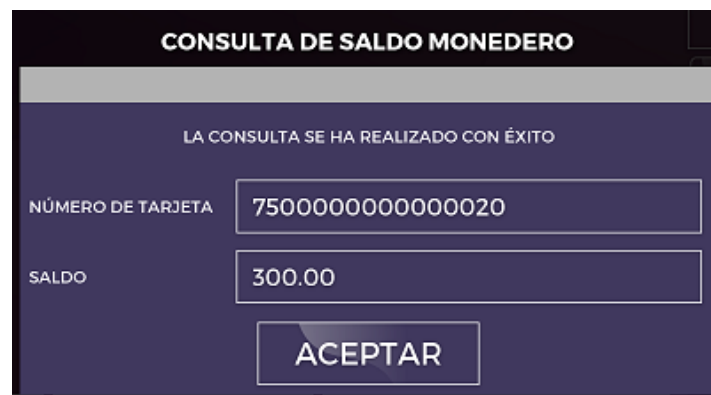 CONSULTA DE SALDO MONEDERO
LA CONSULTA SE HA REALIZADO CON ÉXITO
NÚMERO DE TARJETA 7500000000000020
SALDO 300.00
ACEPTAR